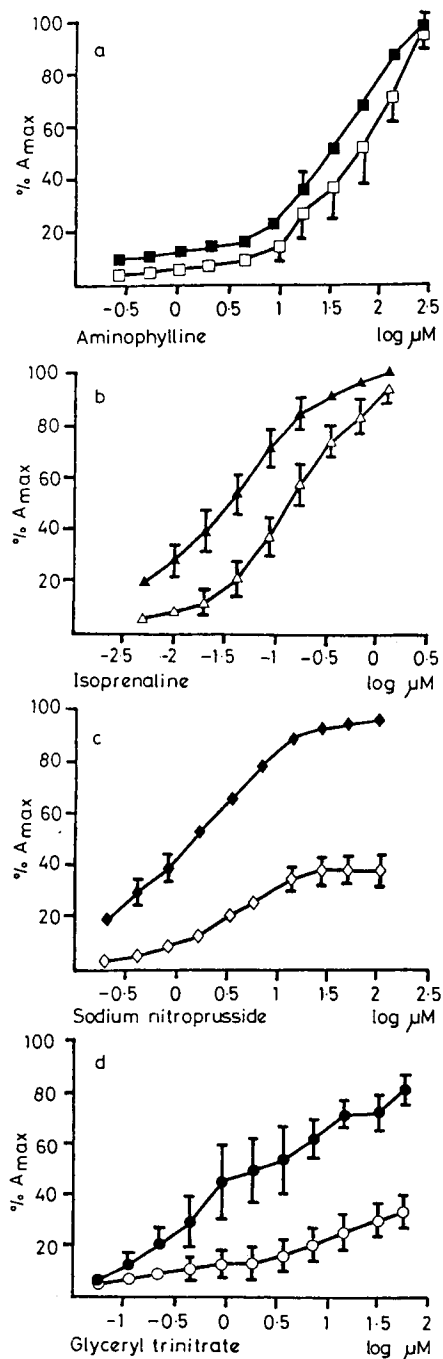 100
80
60
40
20
% Amax
a
-0·5 0 0·5 1 1·5 2 2·5
Aminophylline log µM
100
80
60
40
20
% Amax
b
-2·5 -2 -1·5 -1 -0·5 0 0·5
Isoprenaline log µM
100
80
60
40
20
% Amax
c
-0·5 0 0·5 1 1·5 2 2·5
Sodium nitroprusside log µM
100
80
60
40
20
% Amax
d
-1 -0·5 0 0·5 1 1·5 2
Glyceryl trinitrate log µM